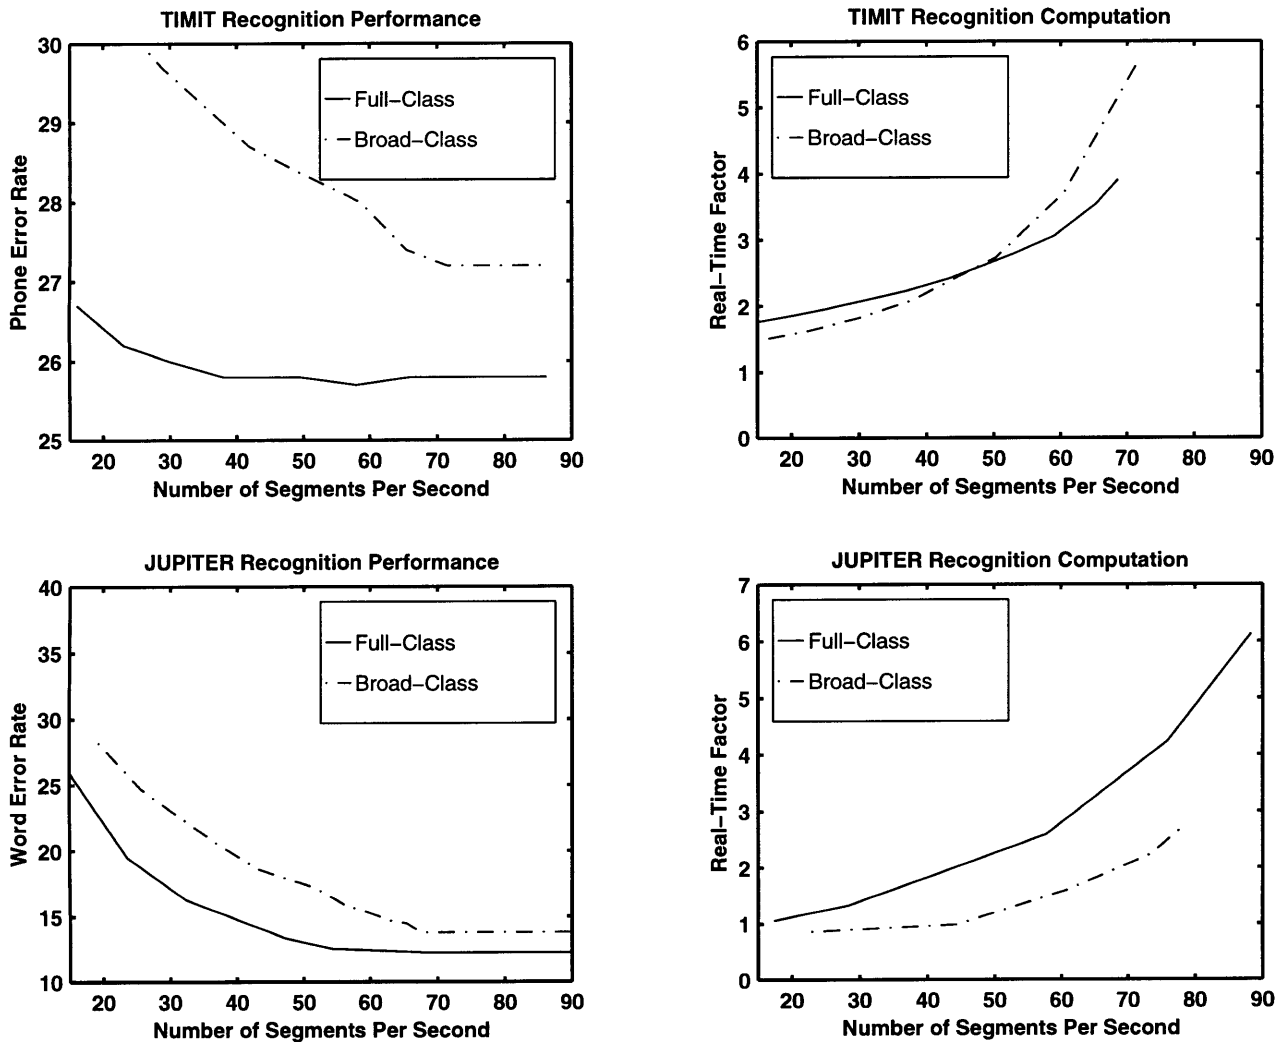 TIMIT Recognition Performance
30
29
28
27
26
25
Phone Error Rate
Full-Class
Broad-Class
20 30 40 50 60 70 80 90
Number of Segments Per Second
TIMIT Recognition Computation
6
5
4
3
2
1
0
Real-Time Factor
Full-Class
Broad-Class
20 30 40 50 60 70 80 90
Number of Segments Per Second
JUPITER Recognition Performance
40
35
30
25
20
15
10
Word Error Rate
Full-Class
Broad-Class
20 30 40 50 60 70 80 90
Number of Segments Per Second
JUPITER Recognition Computation
7
6
5
4
3
2
1
0
Real-Time Factor
Full-Class
Broad-Class
20 30 40 50 60 70 80 90
Number of Segments Per Second